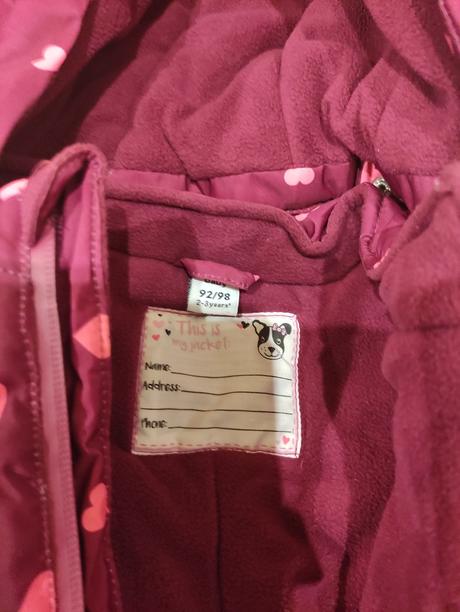 92/98
2-3years*
This is
my jacket:
Name:
Address:
Phone: